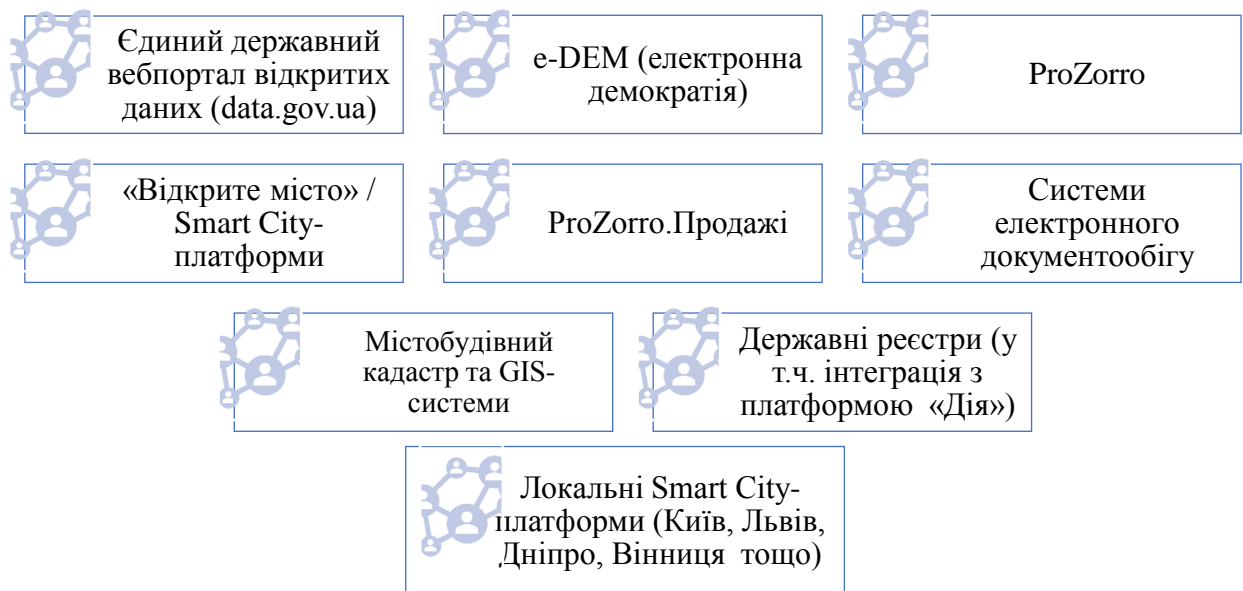 Єдиний державний
вебпортал відкритих
даних (data.gov.ua)
e-DEM (електронна
демократія)
ProZorro
«Відкрите місто» /
Smart City-
платформи
ProZorro.Продажі
Системи
електронного
документообігу
Містобудівний
кадастр та GIS-
системи
Державні реєстри (у
т.ч. інтеграція з
платформою «Дія»)
Локальні Smart City-
платформи (Київ, Львів,
Дніпро, Вінниця тощо)